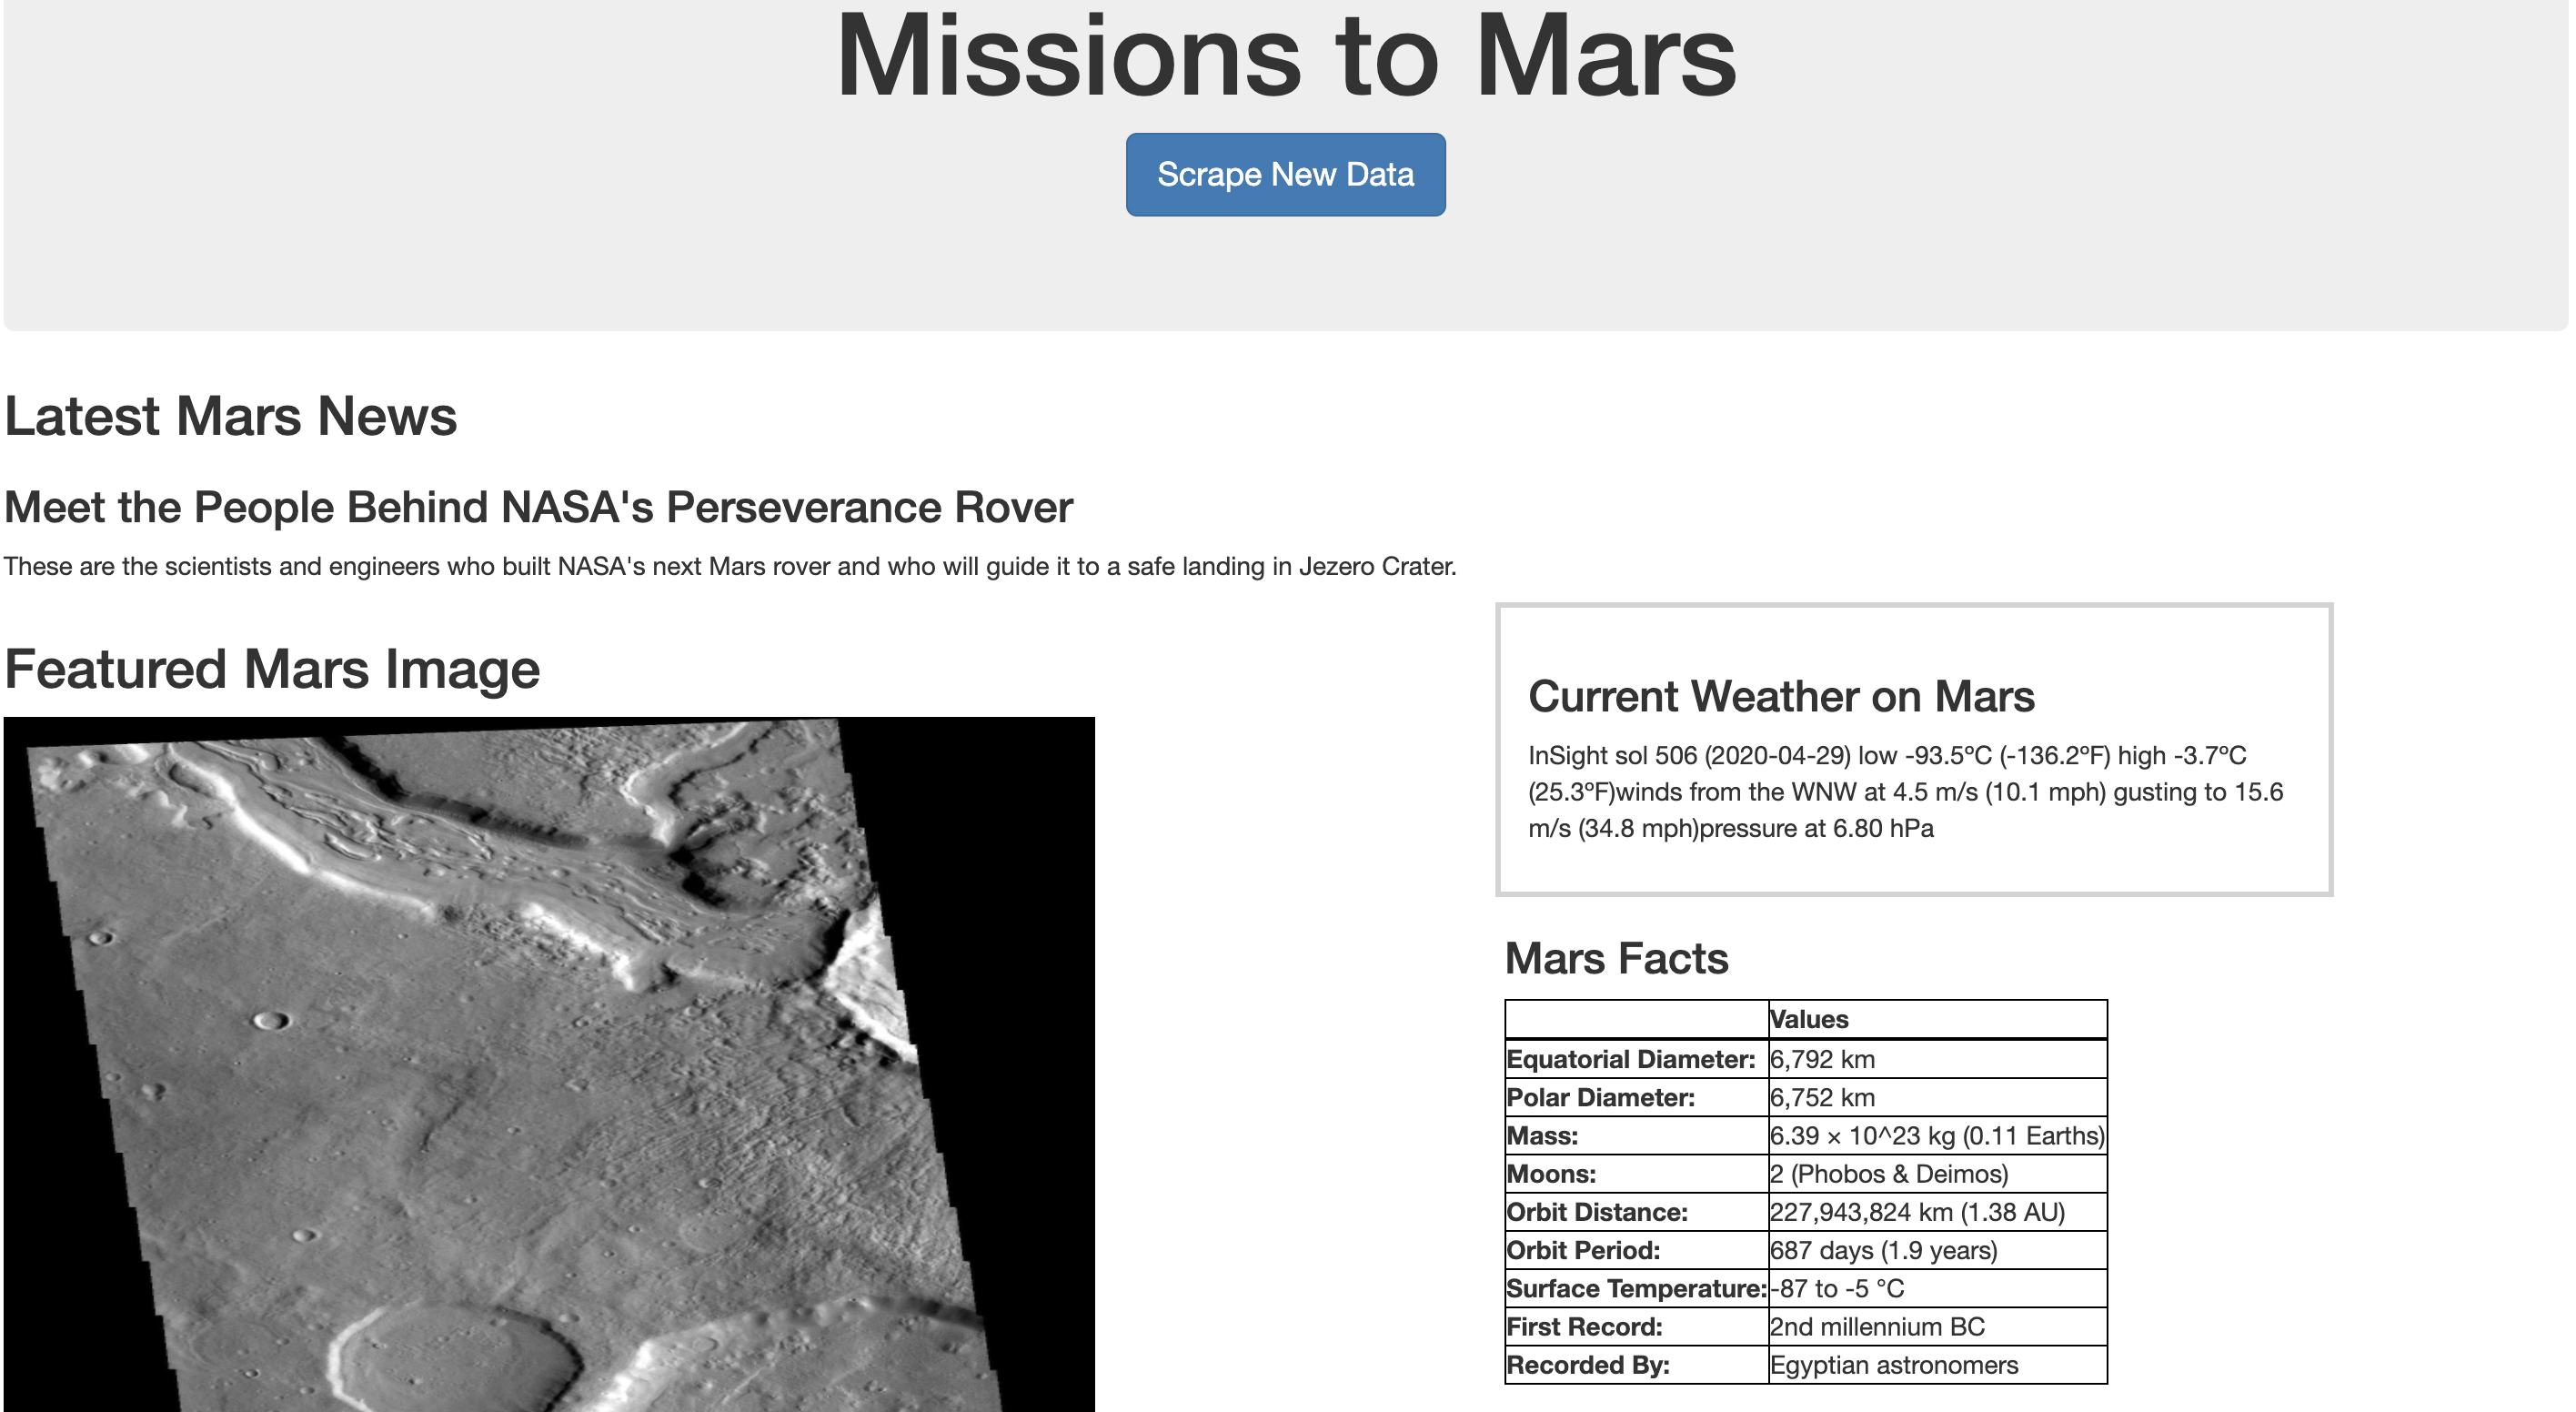 Missions to Mars
Scrape New Data
Latest Mars News
Meet the People Behind NASA's Perseverance Rover
These are the scientists and engineers who built NASA's next Mars rover and who will guide it to a safe landing in Jezero Crater.
Featured Mars Image
Current Weather on Mars
InSight sol 506 (2020-04-29) low -93.5ºC (-136.2ºF) high -3.7ºC
(25.3ºF)winds from the WNW at 4.5 m/s (10.1 mph) gusting to 15.6
m/s (34.8 mph)pressure at 6.80 hPa
Mars Facts
Values
Equatorial Diameter: 6,792 km
Polar Diameter: 6,752 km
Mass: 6.39 × 10^23 kg (0.11 Earths)
Moons: 2 (Phobos & Deimos)
Orbit Distance: 227,943,824 km (1.38 AU)
Orbit Period: 687 days (1.9 years)
Surface Temperature: -87 to -5 °C
First Record: 2nd millennium BC
Recorded By: Egyptian astronomers